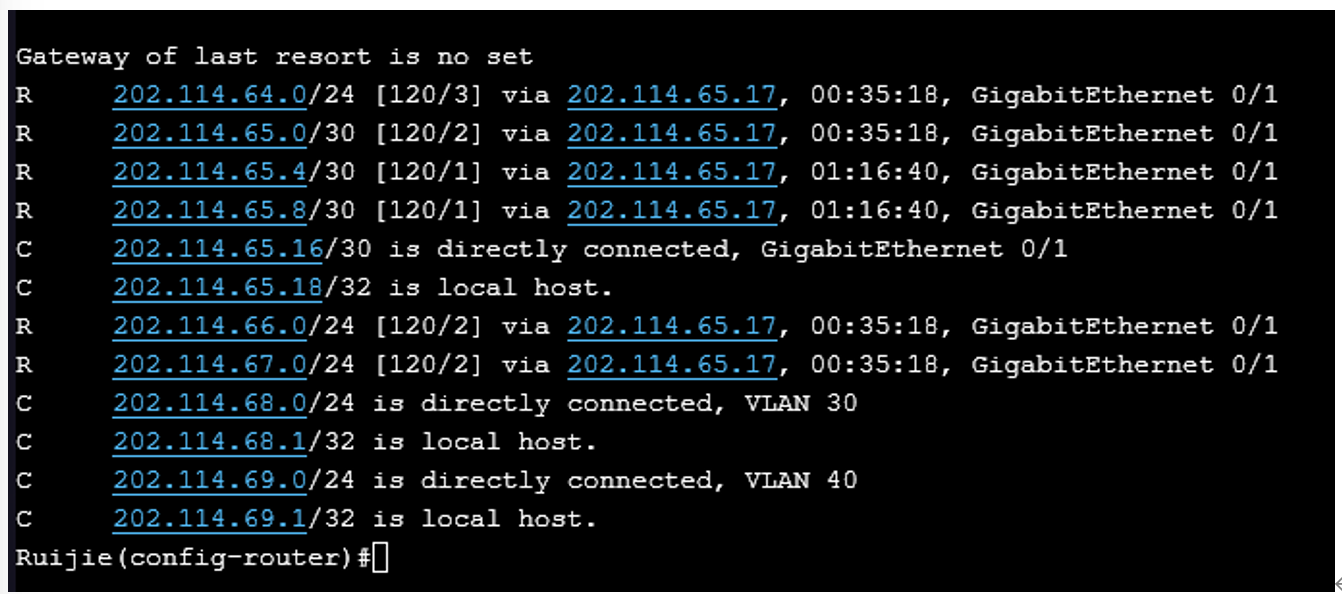 Gateway of last resort is no set
R 202.114.64.0/24 [120/3] via 202.114.65.17, 00:35:18, GigabitEthernet 0/1
R 202.114.65.0/30 [120/2] via 202.114.65.17, 00:35:18, GigabitEthernet 0/1
R 202.114.65.4/30 [120/1] via 202.114.65.17, 01:16:40, GigabitEthernet 0/1
R 202.114.65.8/30 [120/1] via 202.114.65.17, 01:16:40, GigabitEthernet 0/1
C 202.114.65.16/30 is directly connected, GigabitEthernet 0/1
C 202.114.65.18/32 is local host.
R 202.114.66.0/24 [120/2] via 202.114.65.17, 00:35:18, GigabitEthernet 0/1
R 202.114.67.0/24 [120/2] via 202.114.65.17, 00:35:18, GigabitEthernet 0/1
C 202.114.68.0/24 is directly connected, VLAN 30
C 202.114.68.1/32 is local host.
C 202.114.69.0/24 is directly connected, VLAN 40
C 202.114.69.1/32 is local host.
Ruijie(config-router)#